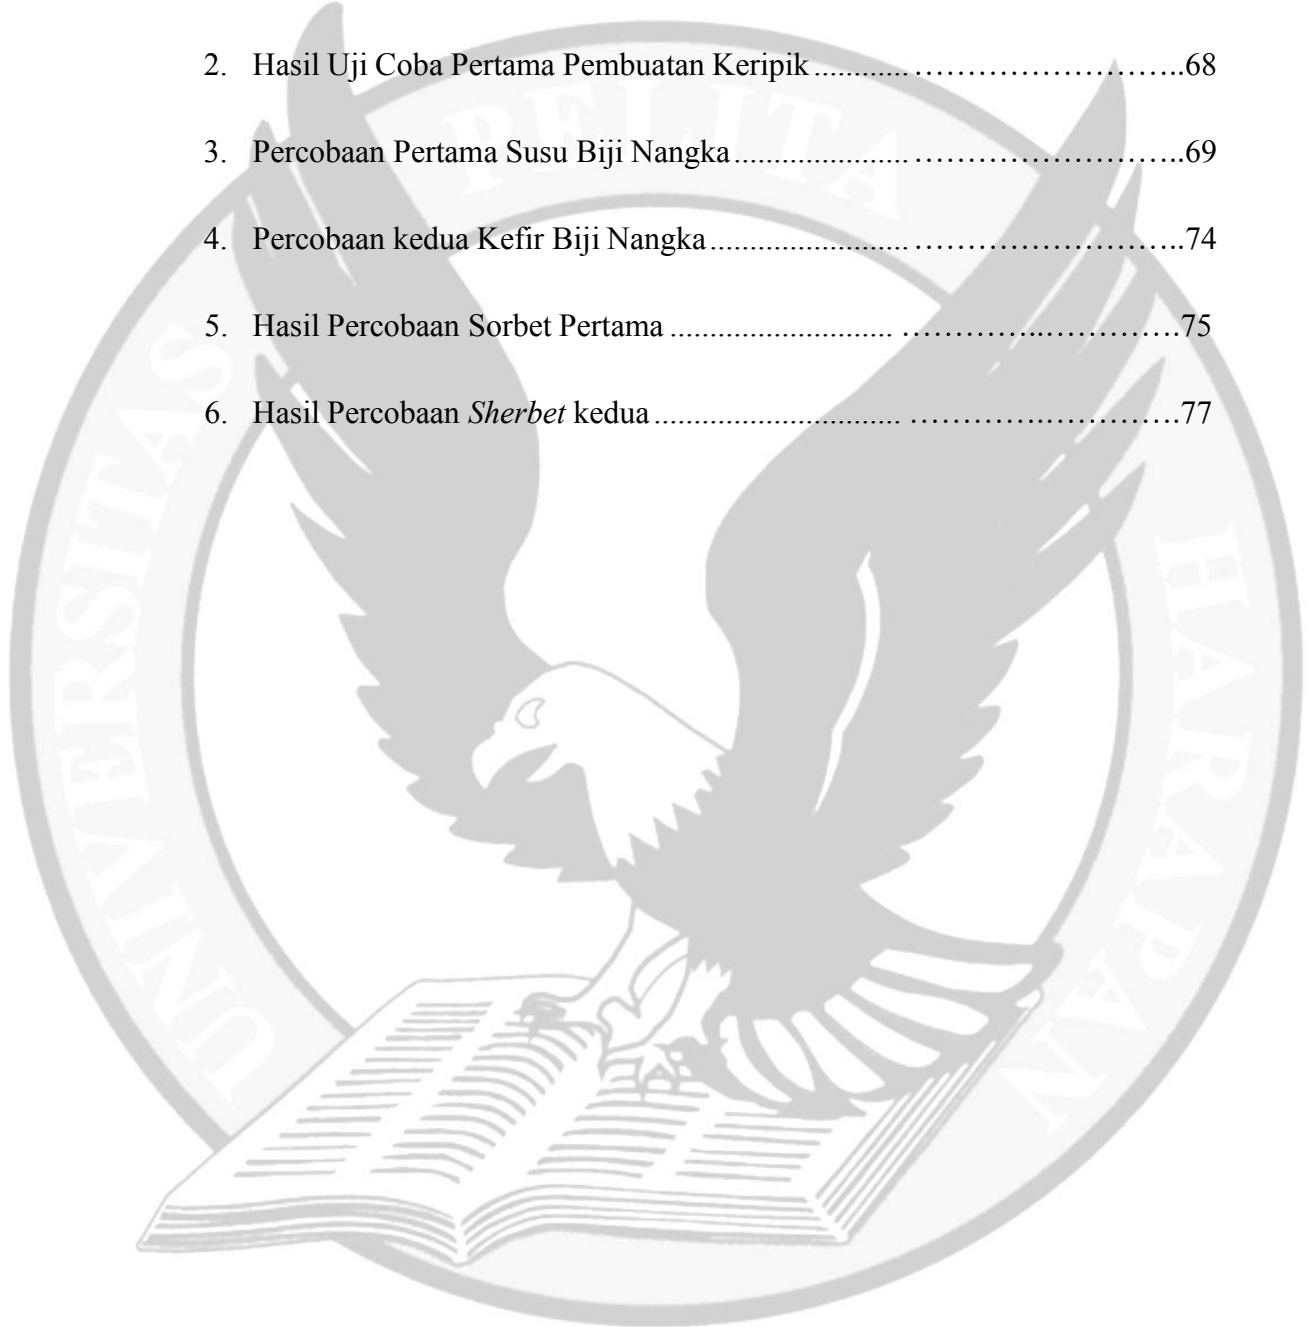 2. Hasil Uji Coba Pertama Pembuatan Keripik............ ……………………..68
3. Percobaan Pertama Susu Biji Nangka...................... ……………………..69
4. Percobaan kedua Kefir Biji Nangka......................... ……………………..74
5. Hasil Percobaan Sorbet Pertama ............................ …………..………….75
6. Hasil Percobaan Sherbet kedua............................... ………….………….77
UNIVERSITAS PELITA HARAPAN